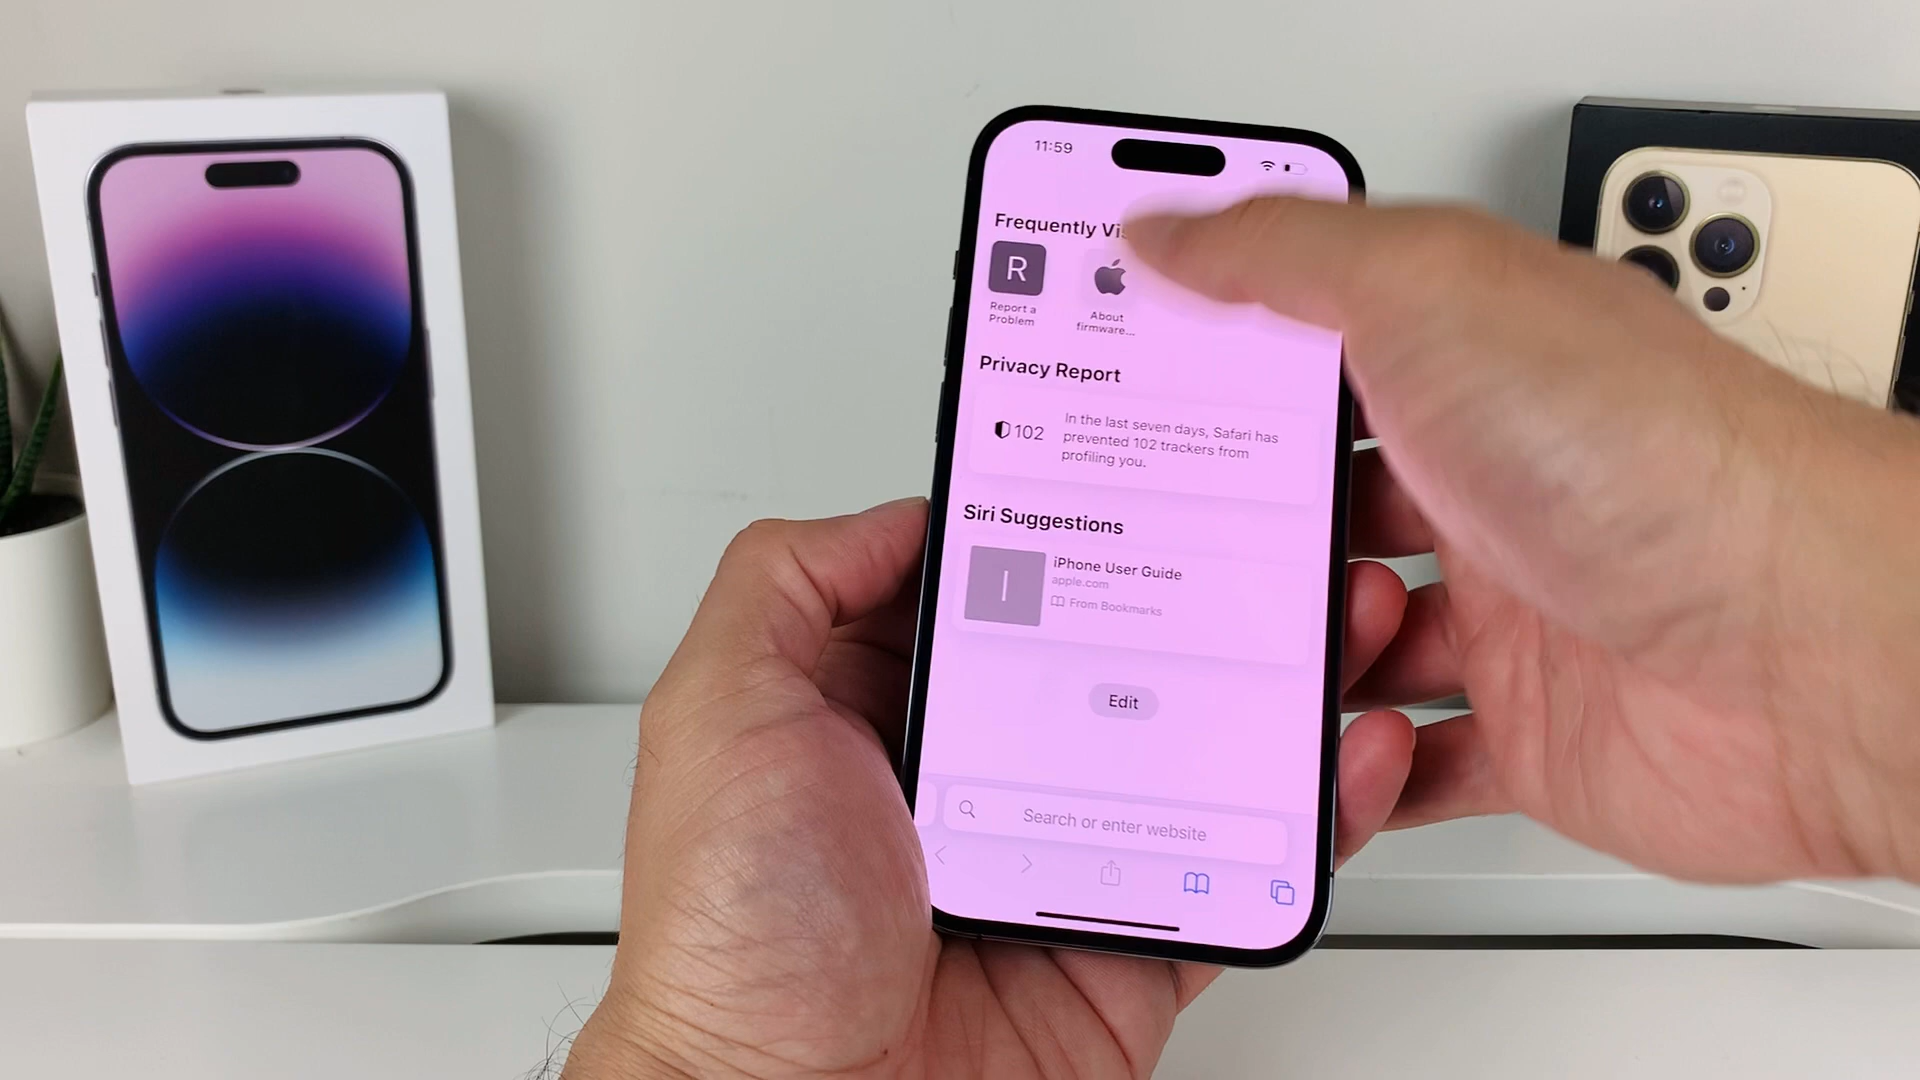 11:59
Frequently Vis
R
Report a
Problem
About
firmware...
Privacy Report
102
In the last seven days, Safari has
prevented 102 trackers from
profiling you.
Siri Suggestions
I
iPhone User Guide
apple.com
From Bookmarks
Edit
Search or enter website